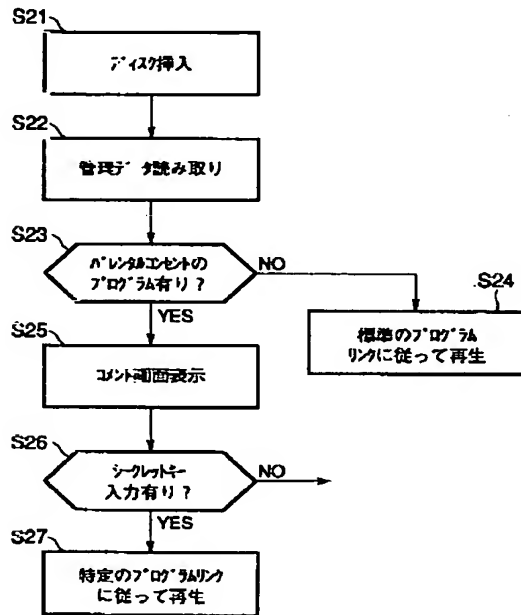 S21
ディスク挿入
S22
管理データ読み取り
S23
パレンタルコンセントの
プログラム有り？
NO
YES
S24
標準のプログラム
リンクに従って再生
S25
コメント画面表示
S26
シークレットキー
入力有り？
NO
YES
S27
特定のプログラムリンク
に従って再生